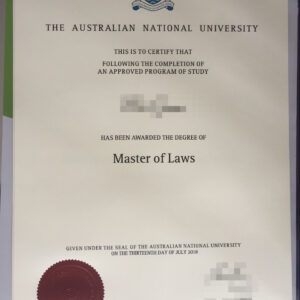 THE AUSTRALIAN NATIONAL UNIVERSITY
THIS IS TO CERTIFY THAT
FOLLOWING THE COMPLETION OF
AN APPROVED PROGRAM OF STUDY
HAS BEEN AWARDED THE DEGREE OF
Master of Laws
GIVEN UNDER THE SEAL OF THE AUSTRALIAN NATIONAL UNIVERSITY
ON THE THIRTEENTH DAY OF JULY 2018